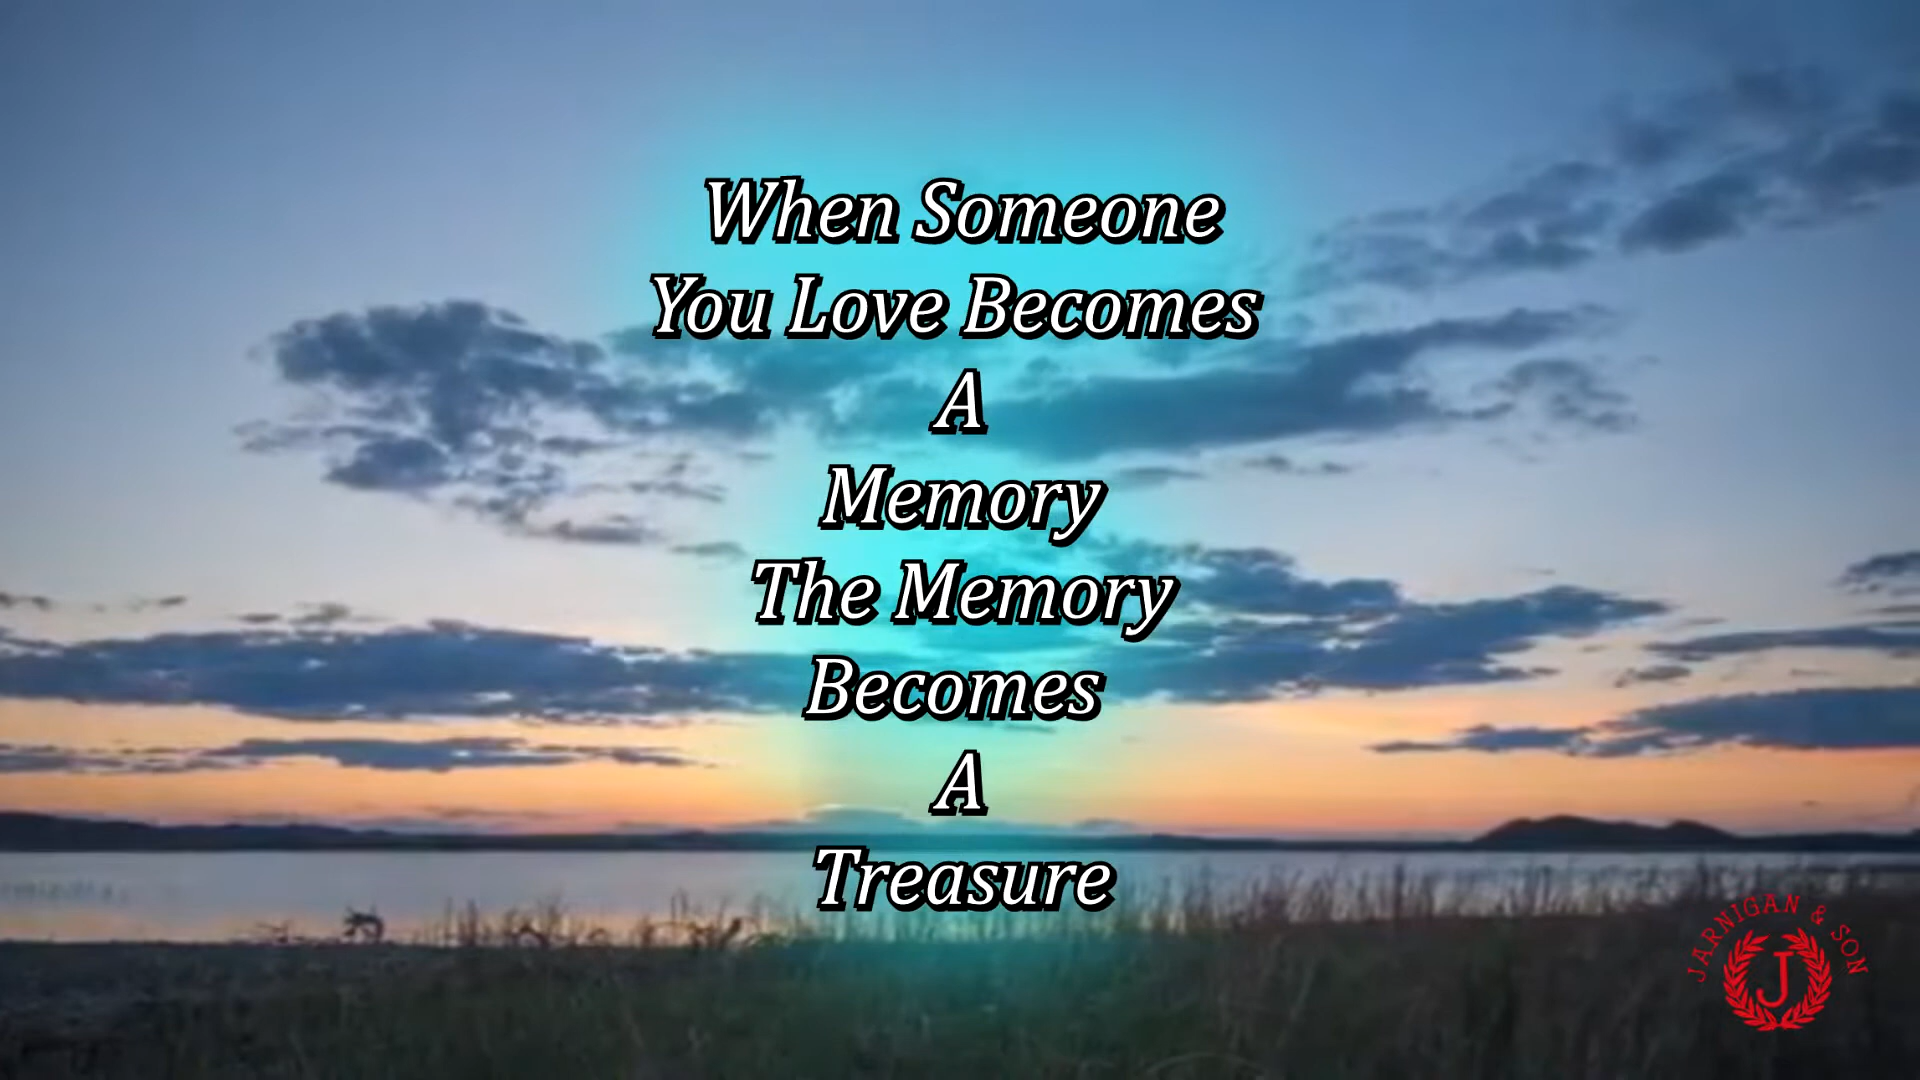 When Someone
You Love Becomes
A
Memory
The Memory
Becomes
A
Treasure
JARNIGAN & SON
J